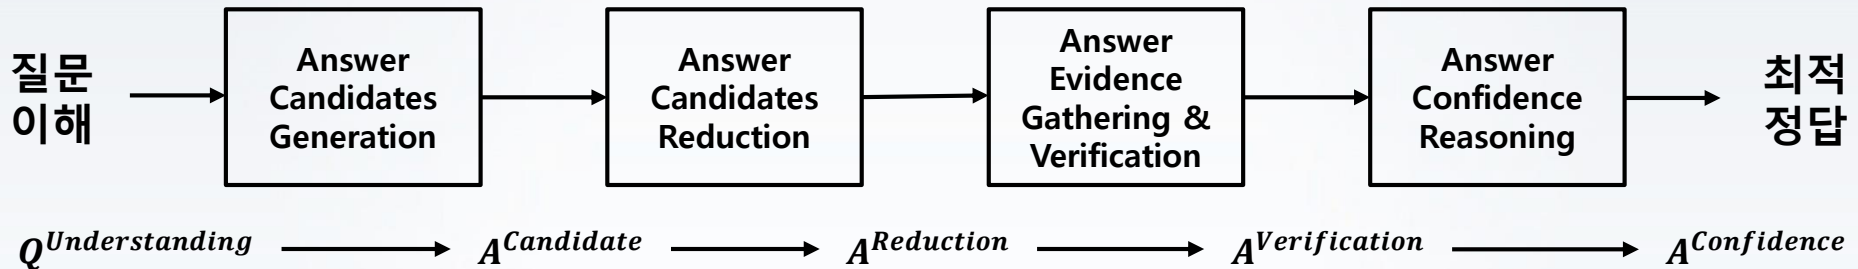 질문
이해
Answer
Candidates
Generation
Answer
Candidates
Reduction
Answer
Evidence
Gathering &
Verification
Answer
Confidence
Reasoning
최적
정답
Q^Understanding
A^Candidate
A^Reduction
A^Verification
A^Confidence